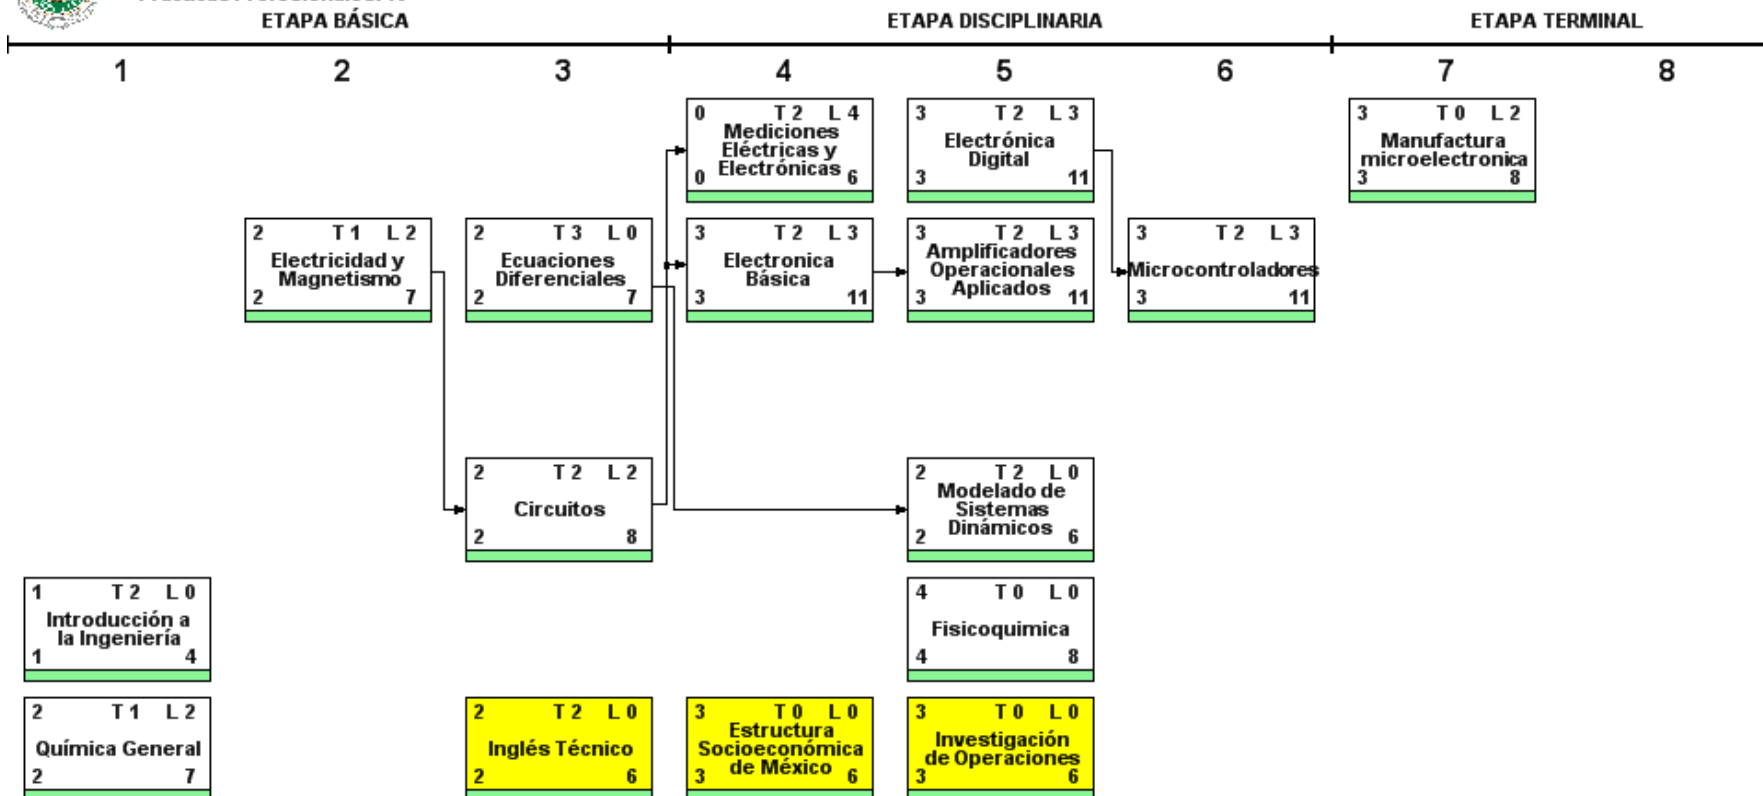 ETAPA BÁSICA
ETAPA DISCIPLINARIA
ETAPA TERMINAL
1 2 3 4 5 6 7 8
0 T 2 L 4
Mediciones
Eléctricas y
Electrónicas
0 6
3 T 2 L 3
Electrónica
Digital
3 11
3 T 0 L 2
Manufactura
microelectronica
3 8
2 T 1 L 2
Electricidad y
Magnetismo
2 7
2 T 3 L 0
Ecuaciones
Diferenciales
2 7
3 T 2 L 3
Electronica
Básica
3 11
3 T 2 L 3
Amplificadores
Operacionales
Aplicados
3 11
3 T 2 L 3
Microcontroladores
3 11
2 T 2 L 2
Circuitos
2 8
2 T 2 L 0
Modelado de
Sistemas
Dinámicos
2 6
1 T 2 L 0
Introducción a
la Ingeniería
1 4
4 T 0 L 0
Fisicoquimica
4 8
2 T 1 L 2
Química General
2 7
2 T 2 L 0
Inglés Técnico
2 6
3 T 0 L 0
Estructura
Socioeconómica
de México
3 6
3 T 0 L 0
Investigación
de Operaciones
3 6